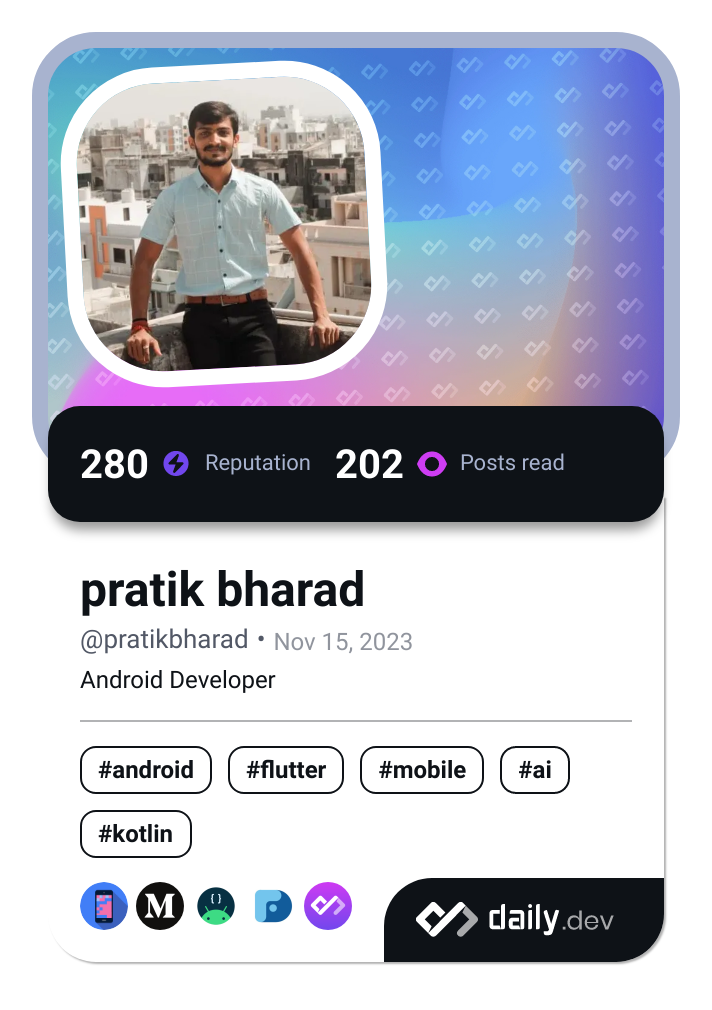 280 Reputation 202 Posts read
pratik bharad
@pratikbharad • Nov 15, 2023
Android Developer
#android #flutter #mobile #ai
#kotlin
M {}
daily.dev